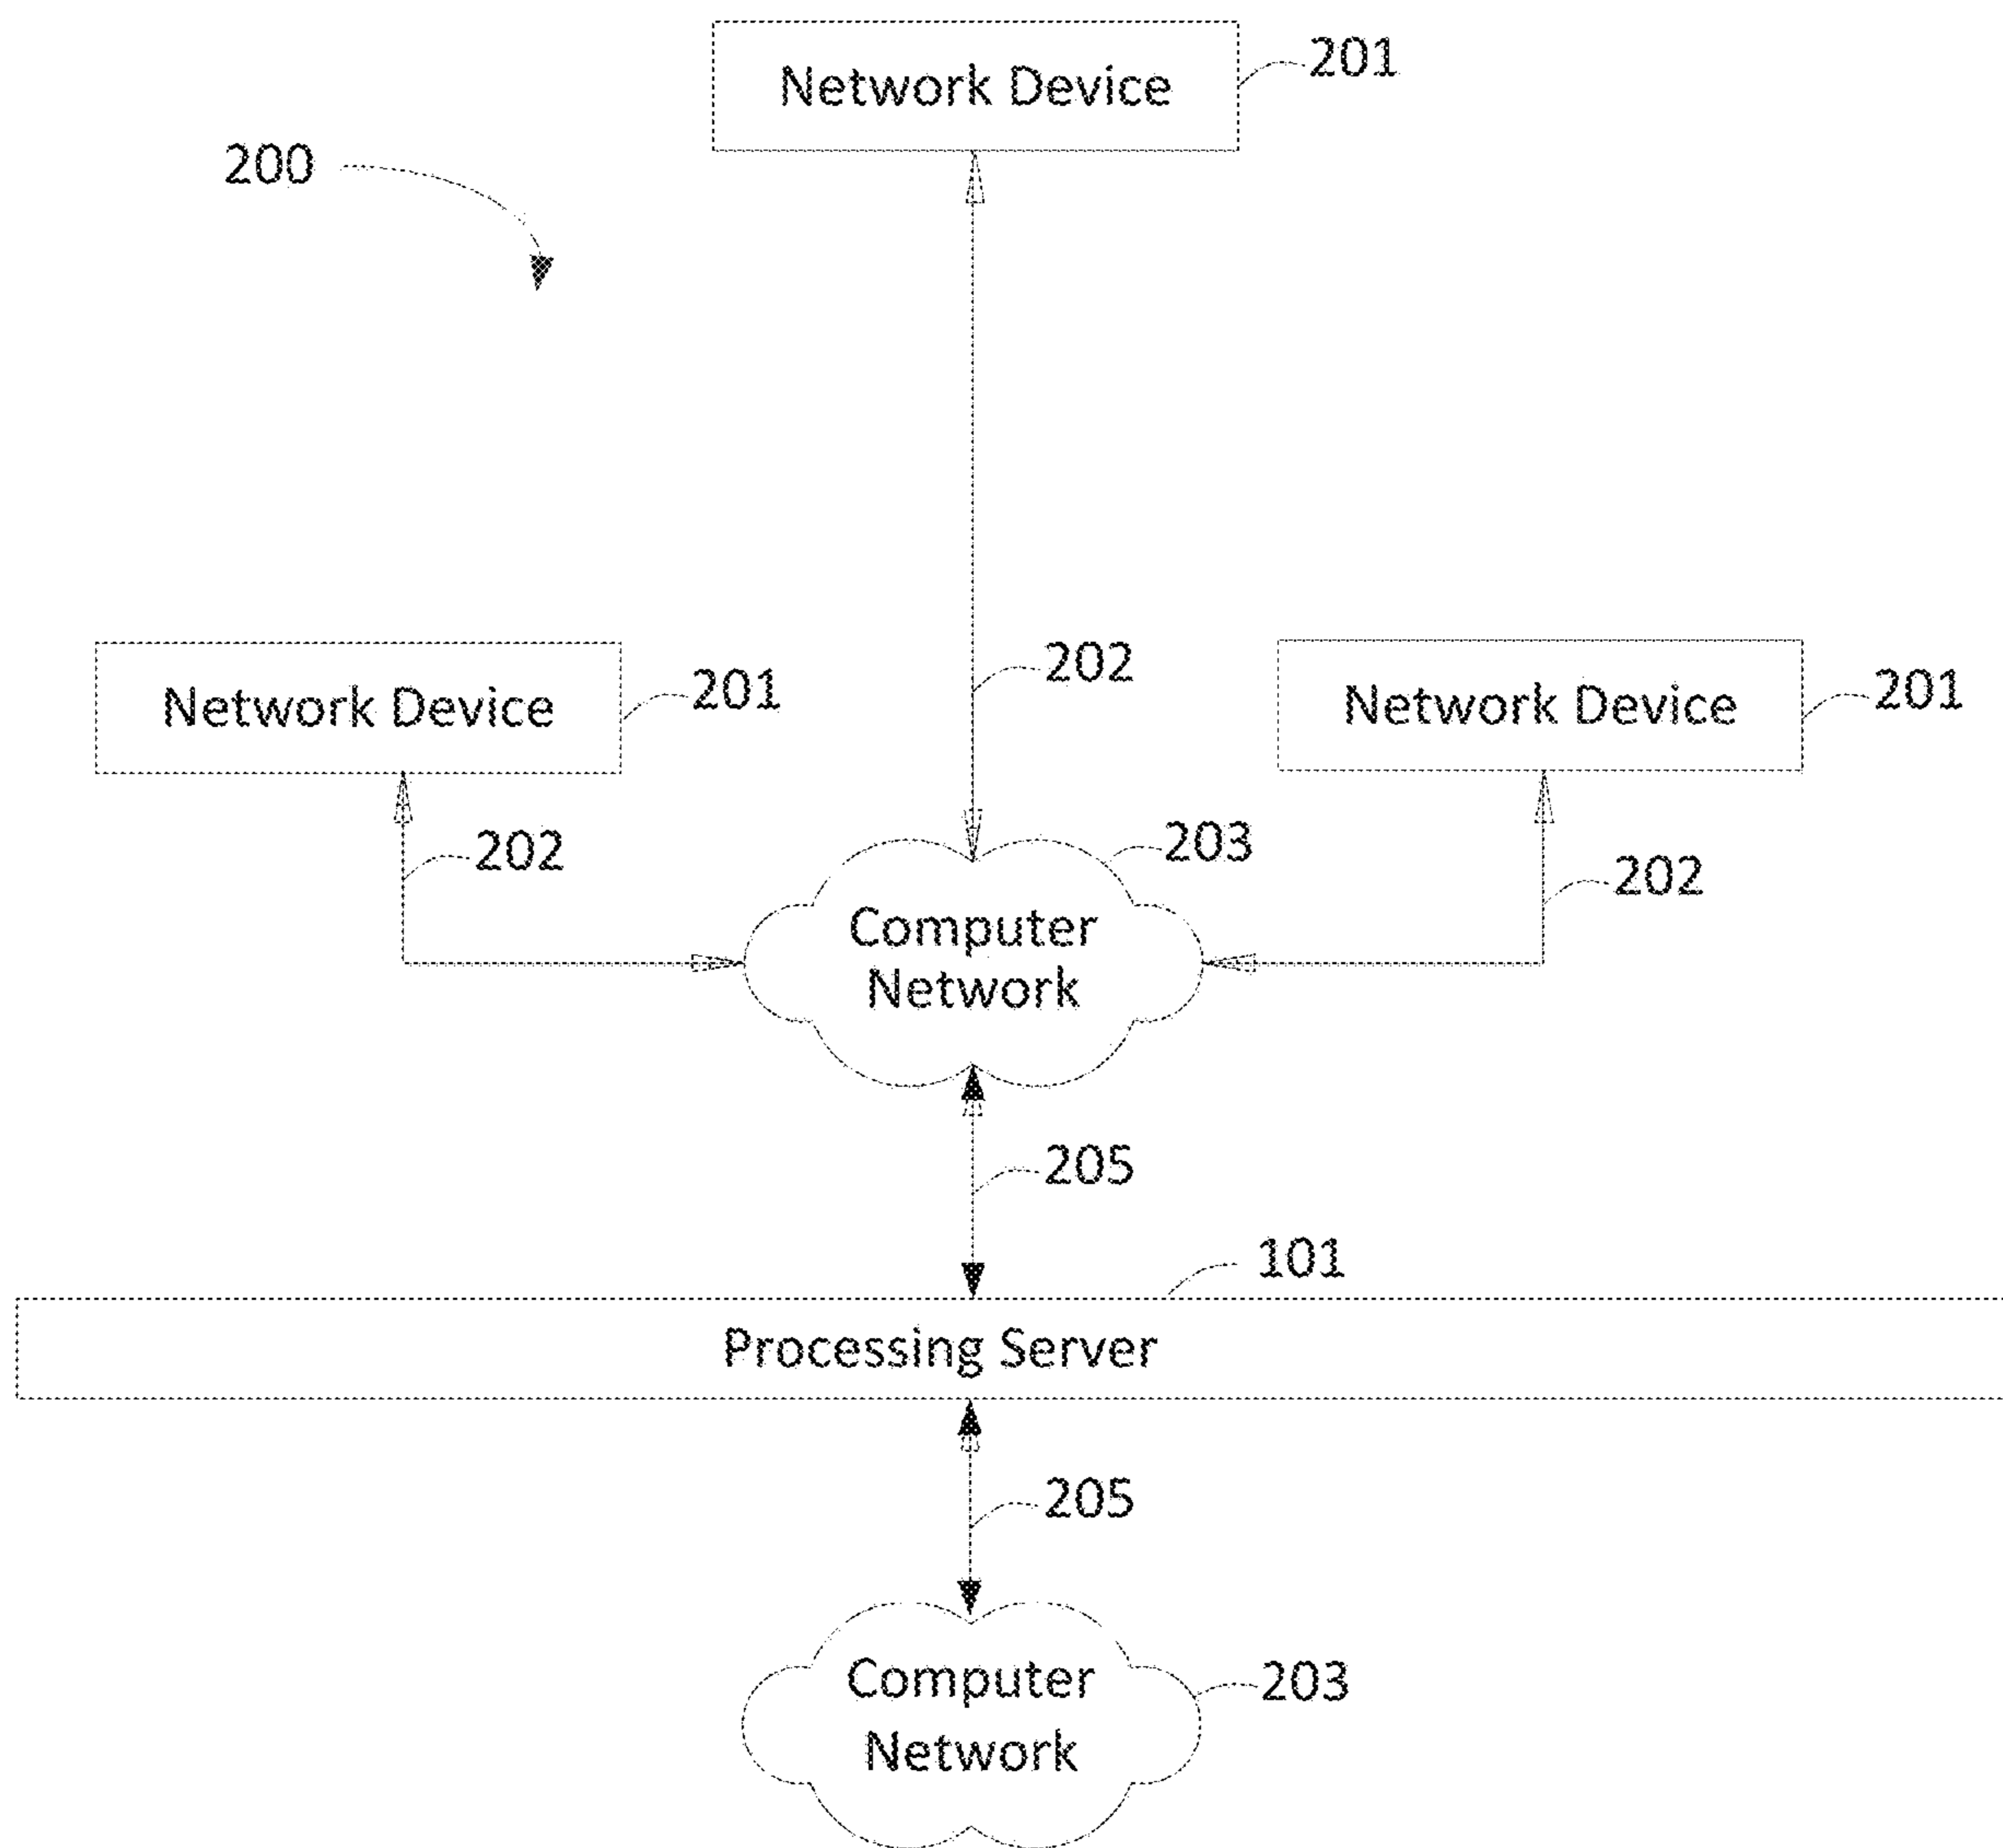 Network Device
201
200
202
Network Device
201
Network Device
201
202
203
202
Computer
Network
205
101
Processing Server
205
Computer
Network
203